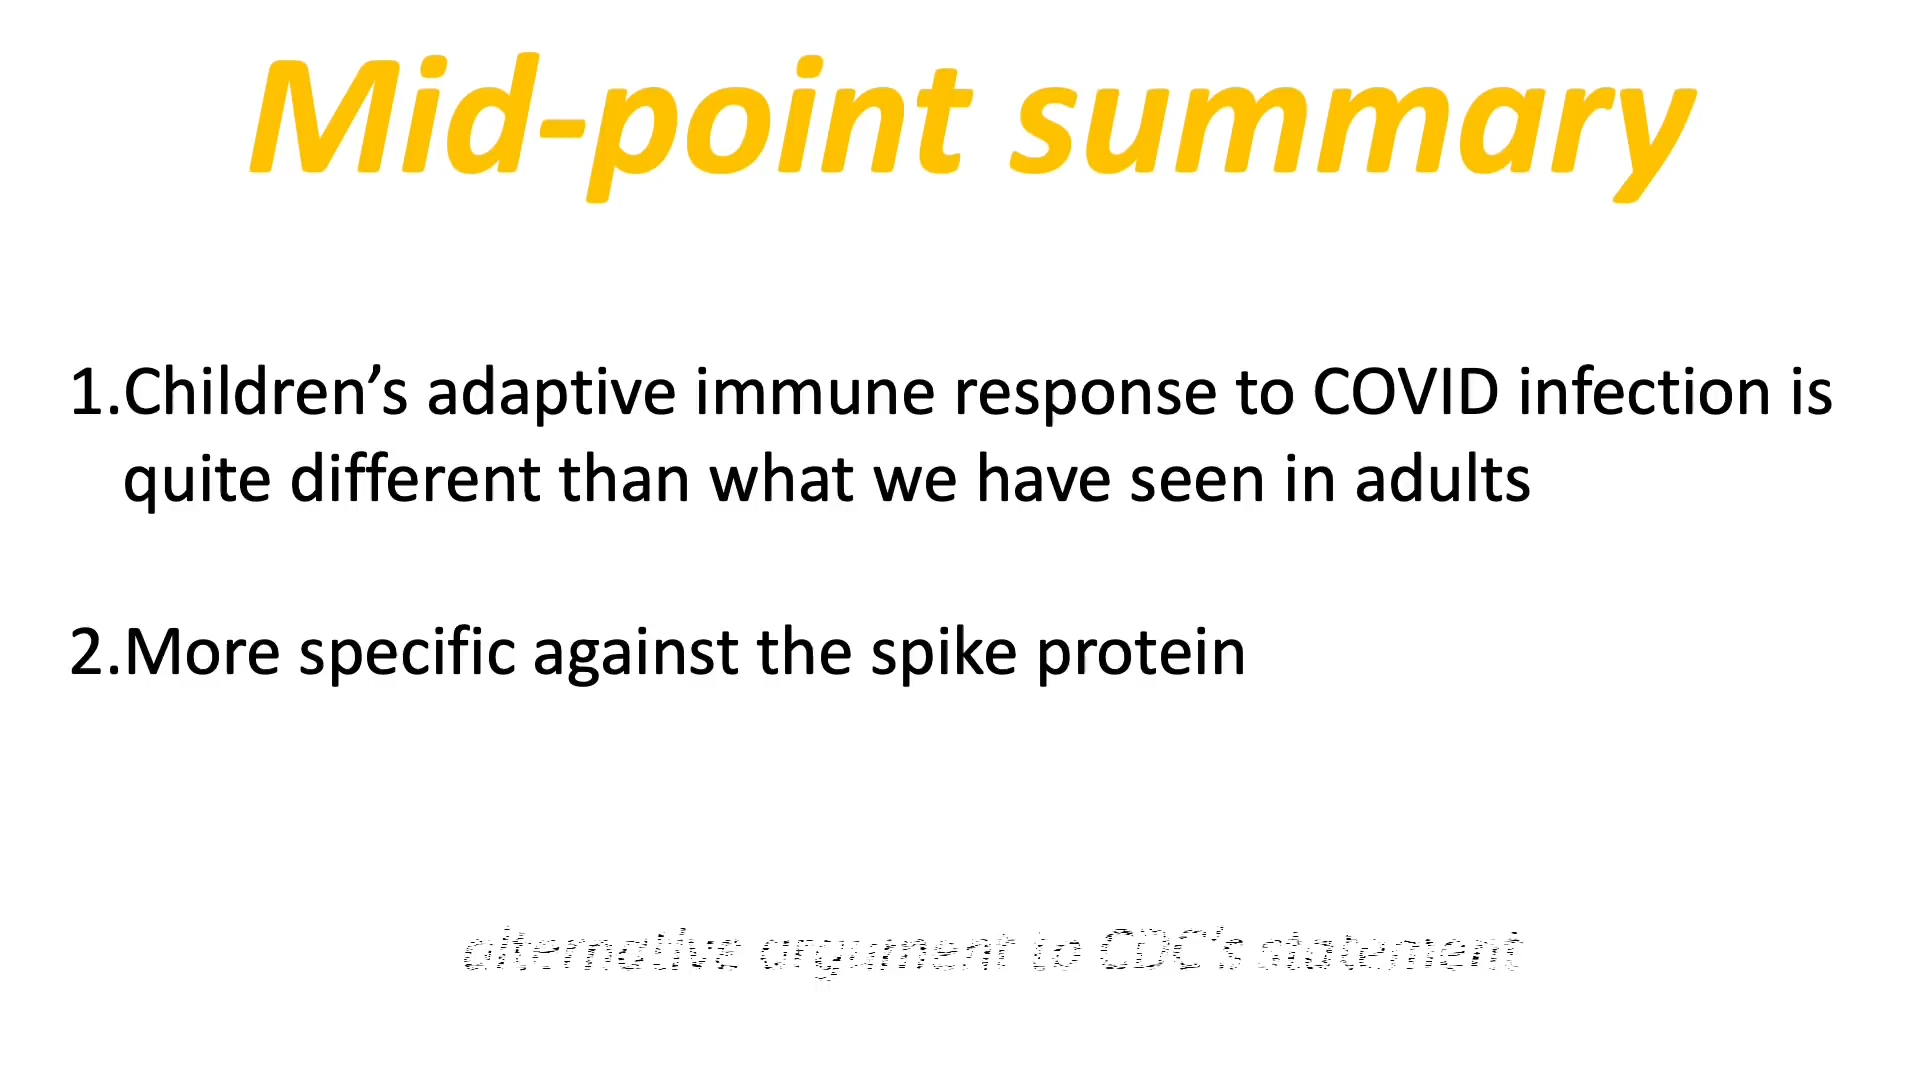 Mid-point summary
1.Children’s adaptive immune response to COVID infection is
quite different than what we have seen in adults
2.More specific against the spike protein
alternative argument to CDC’s statement